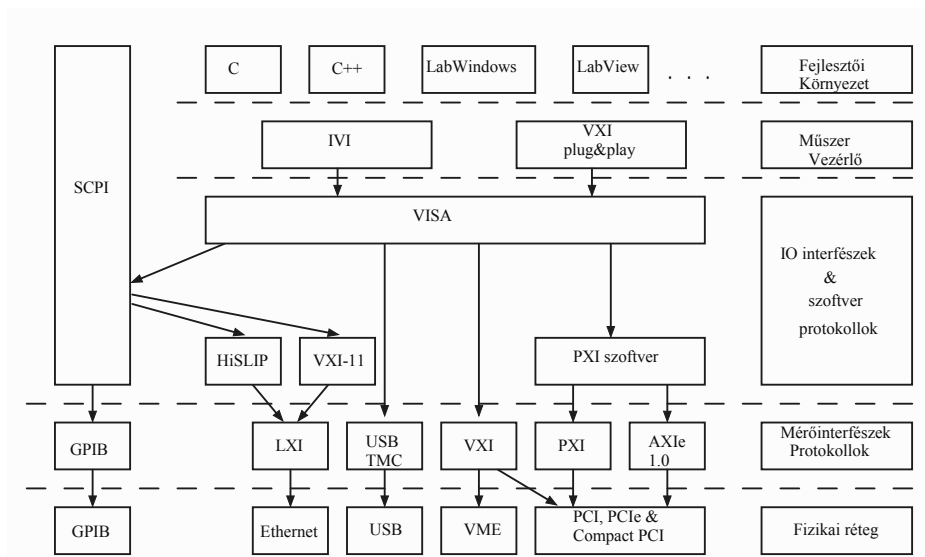 C
C++
LabWindows
LabView
. . .
Fejlesztői
Környezet
IVI
VXI
plug&play
Műszer
Vezérlő
SCPI
VISA
IO interfészek
&
szoftver
protokollok
HiSLIP
VXI-11
PXI szoftver
GPIB
LXI
USB
TMC
VXI
PXI
AXIe
1.0
Mérőinterfészek
Protokollok
GPIB
Ethernet
USB
VME
PCI, PCIe &
Compact PCI
Fizikai réteg